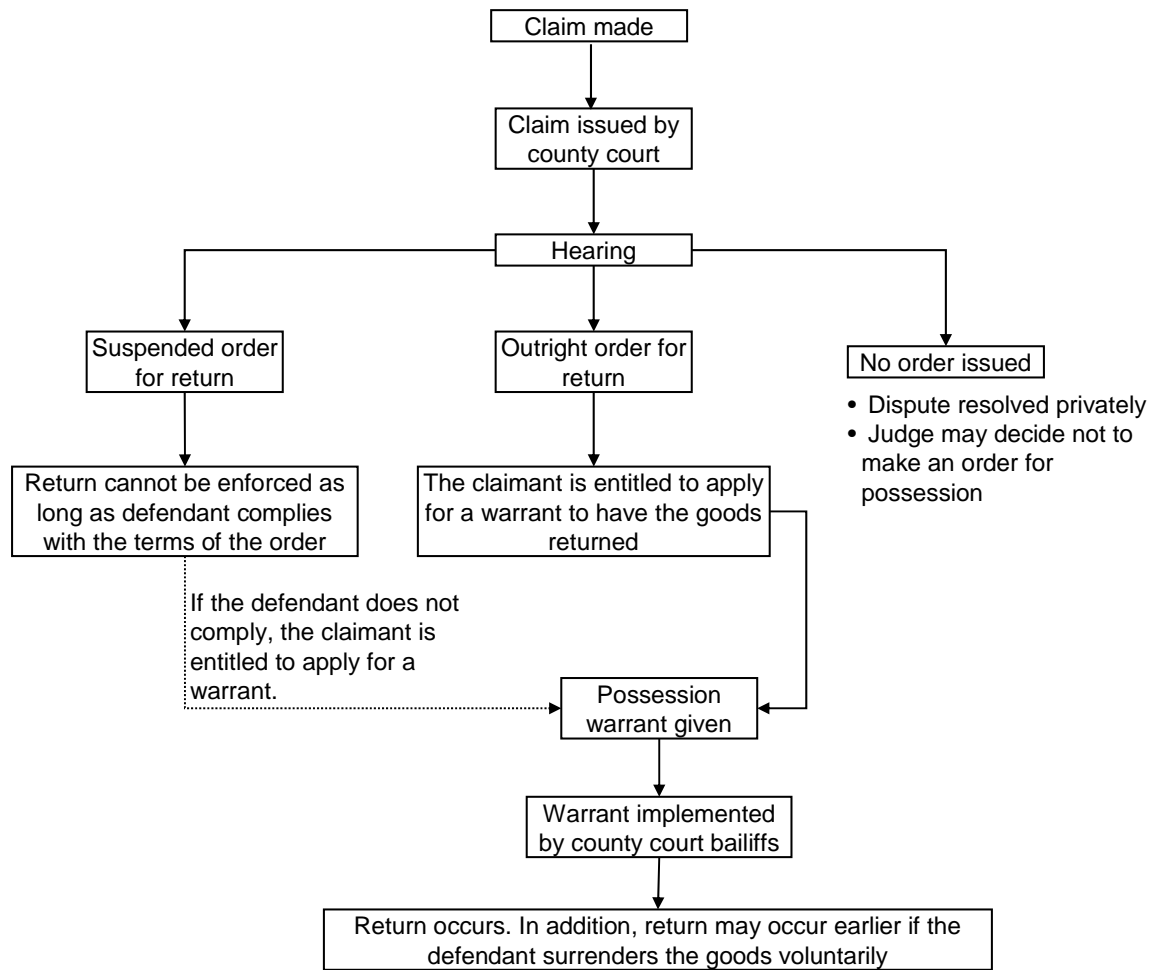 Claim made
Claim issued by
county court
Hearing
Suspended order
for return
Outright order for
return
No order issued
• Dispute resolved privately
• Judge may decide not to
make an order for
possession
Return cannot be enforced as
long as defendant complies
with the terms of the order
The claimant is entitled to apply
for a warrant to have the goods
returned
If the defendant does not
comply, the claimant is
entitled to apply for a
warrant.
Possession
warrant given
Warrant implemented
by county court bailiffs
Return occurs. In addition, return may occur earlier if the
defendant surrenders the goods voluntarily